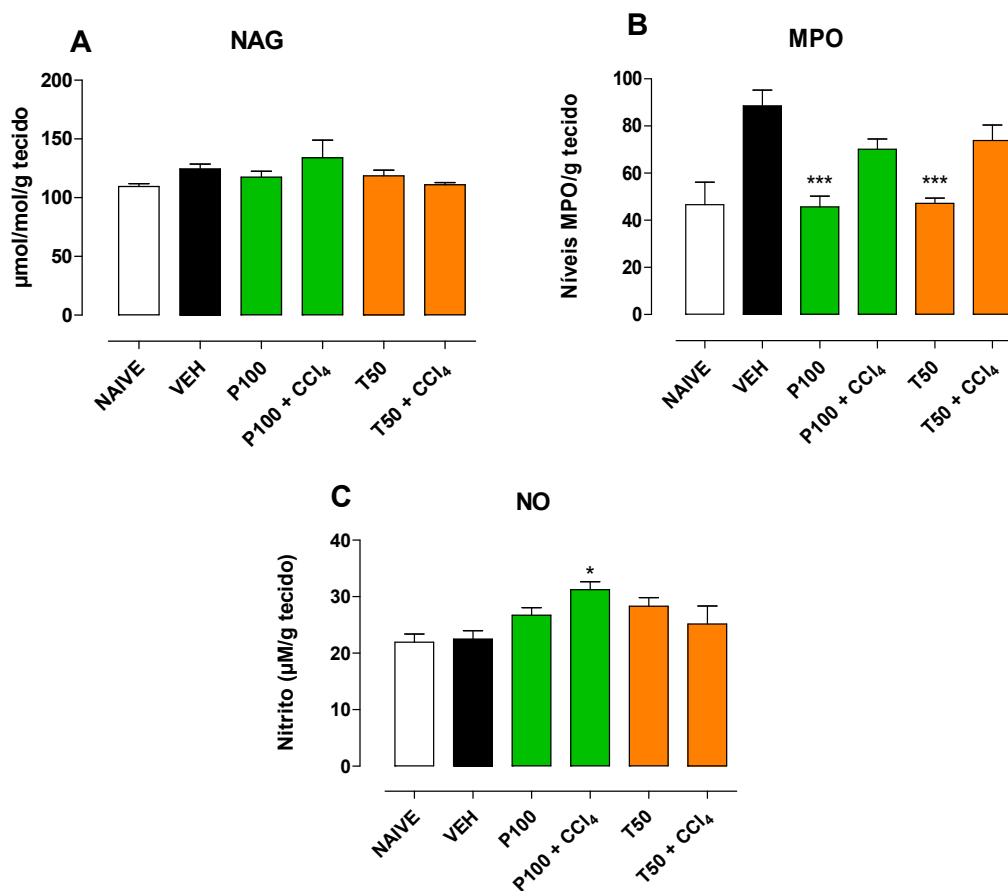 A
NAG
µmol/mol/g tecido
200
150
100
50
0
NAIVE
VEH
P100
P100 + CCl₄
T50
T50 + CCl₄
B
MPO
Níveis MPO/g tecido
100
80
60
40
20
0
***
***
NAIVE
VEH
P100
P100 + CCl₄
T50
T50 + CCl₄
C
NO
Nitrito (µM/g tecido)
40
30
20
10
0
*
NAIVE
VEH
P100
P100 + CCl₄
T50
T50 + CCl₄